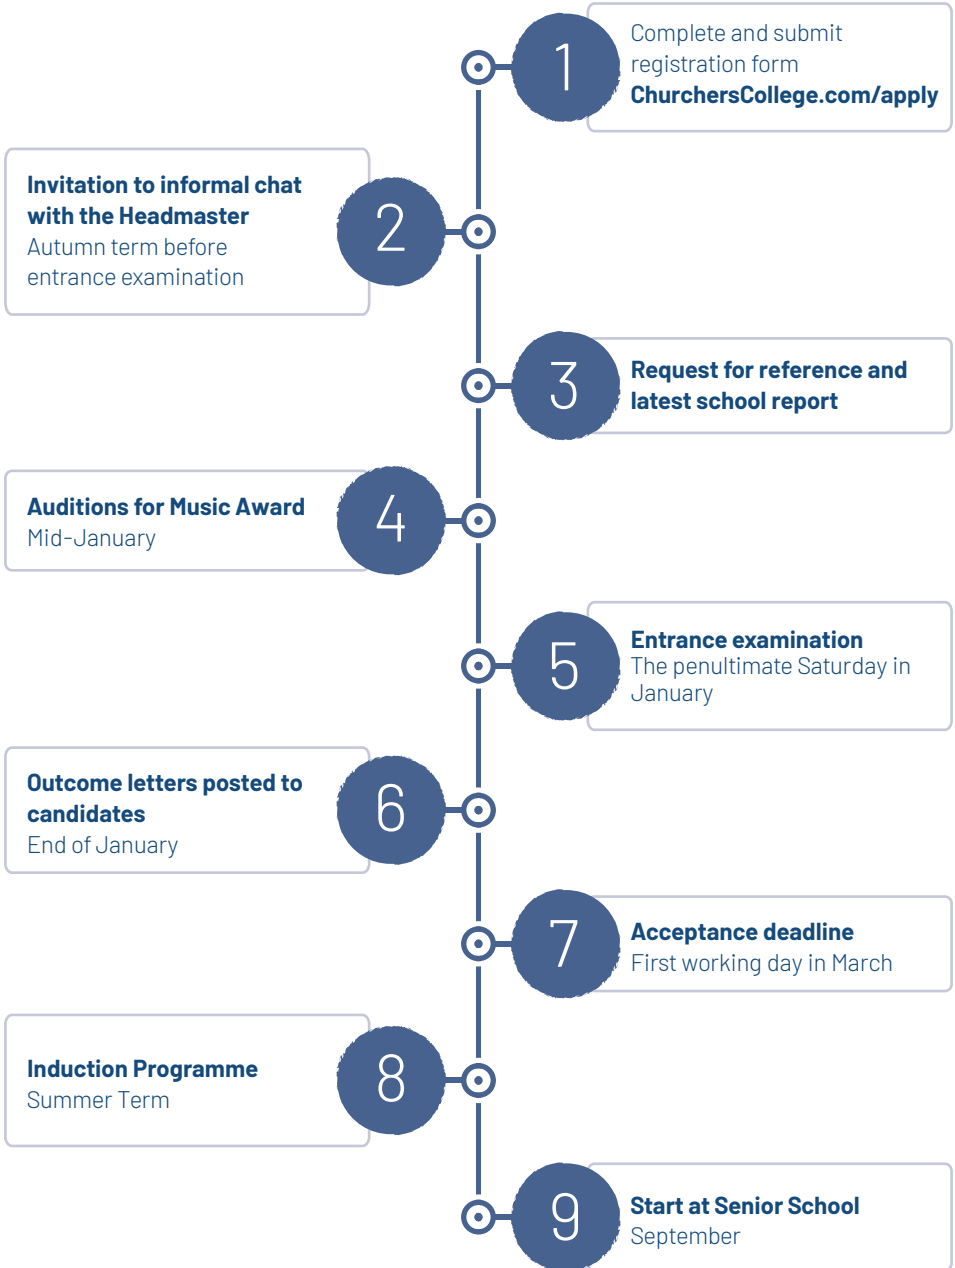 1
Complete and submit
registration form
ChurchersCollege.com/apply
2
Invitation to informal chat
with the Headmaster
Autumn term before
entrance examination
3
Request for reference and
latest school report
4
Auditions for Music Award
Mid-January
5
Entrance examination
The penultimate Saturday in
January
6
Outcome letters posted to
candidates
End of January
7
Acceptance deadline
First working day in March
8
Induction Programme
Summer Term
9
Start at Senior School
September